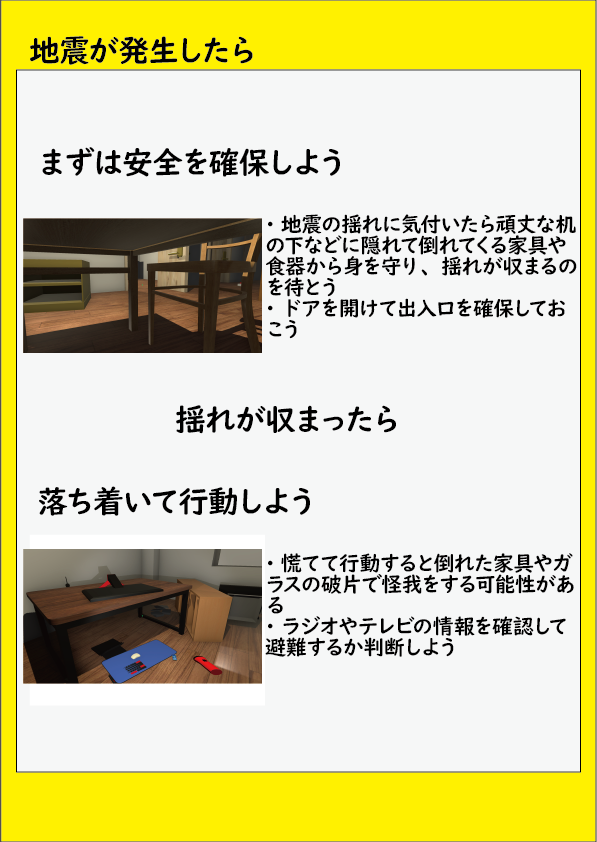 地震が発生したら
まずは安全を確保しよう
・地震の揺れに気付いたら頑丈な机
の下などに隠れて倒れてくる家具や
食器から身を守り、揺れが収まるの
を待とう
・ドアを開けて出入口を確保してお
こう
揺れが収まったら
落ち着いて行動しよう
・慌てて行動すると倒れた家具やガ
ラスの破片で怪我をする可能性があ
る
・ラジオやテレビの情報を確認して
避難するか判断しよう